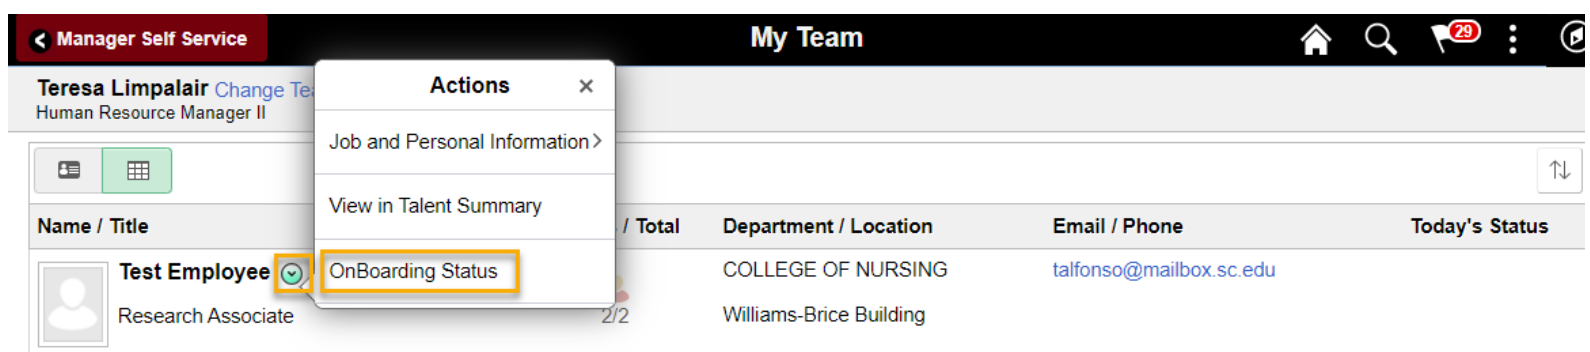 Manager Self Service
My Team
29
Teresa Limpalair Change Tea
Human Resource Manager II
Actions ×
Job and Personal Information >
View in Talent Summary
OnBoarding Status
Name / Title
/ Total
Department / Location
Email / Phone
Today's Status
Test Employee
COLLEGE OF NURSING
talfonso@mailbox.sc.edu
Research Associate
2/2
Williams-Brice Building